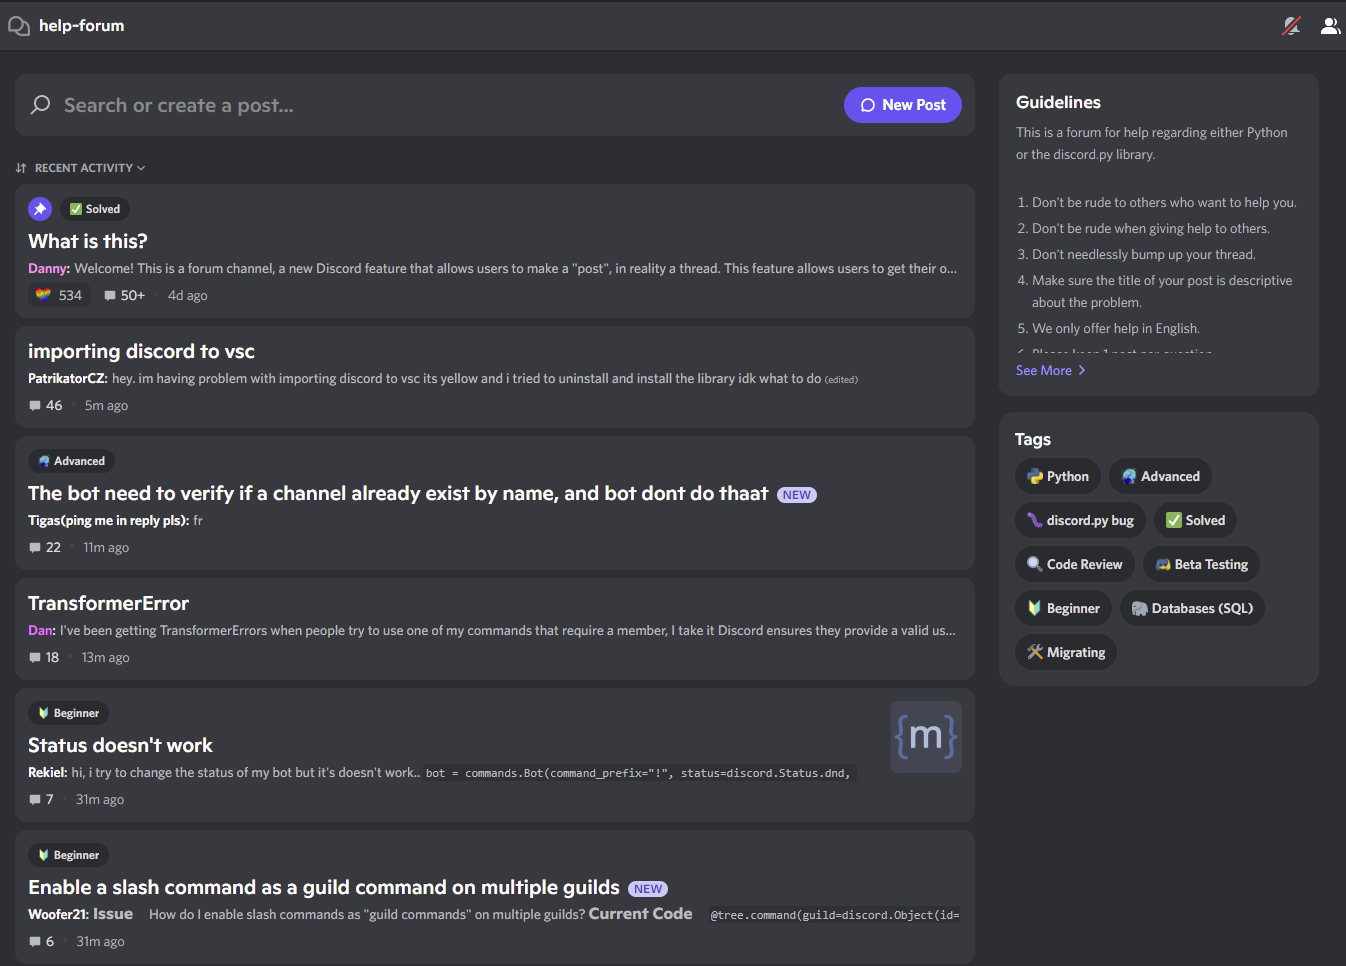 help-forum
Search or create a post...
New Post
RECENT ACTIVITY
Solved
What is this?
Danny: Welcome! This is a forum channel, a new Discord feature that allows users to make a "post", in reality a thread. This feature allows users to get their o...
534 50+ • 4d ago
importing discord to vsc
PatrikatorCZ: hey. im having problem with importing discord to vsc its yellow and i tried to uninstall and install the library idk what to do (edited)
46 • 5m ago
Advanced
The bot need to verify if a channel already exist by name, and bot dont do thaat NEW
Tigas(ping me in reply pls): fr
22 • 11m ago
TransformerError
Dan: I've been getting TransformerErrors when people try to use one of my commands that require a member, I take it Discord ensures they provide a valid us...
18 • 13m ago
Beginner
Status doesn't work
Rekiel: hi, i try to change the status of my bot but it's doesn't work.. bot = commands.Bot(command_prefix="!", status=discord.Status.dnd,
{m}
7 • 31m ago
Beginner
Enable a slash command as a guild command on multiple guilds NEW
Woofer21: Issue How do I enable slash commands as "guild commands" on multiple guilds? Current Code @tree.command(guild=discord.Object(id=
6 • 31m ago
Guidelines
This is a forum for help regarding either Python
or the discord.py library.
1. Don't be rude to others who want to help you.
2. Don't be rude when giving help to others.
3. Don't needlessly bump up your thread.
4. Make sure the title of your post is descriptive
about the problem.
5. We only offer help in English.
6. Please keep 1 post per question
See More
Tags
Python Advanced
discord.py bug Solved
Code Review Beta Testing
Beginner Databases (SQL)
Migrating